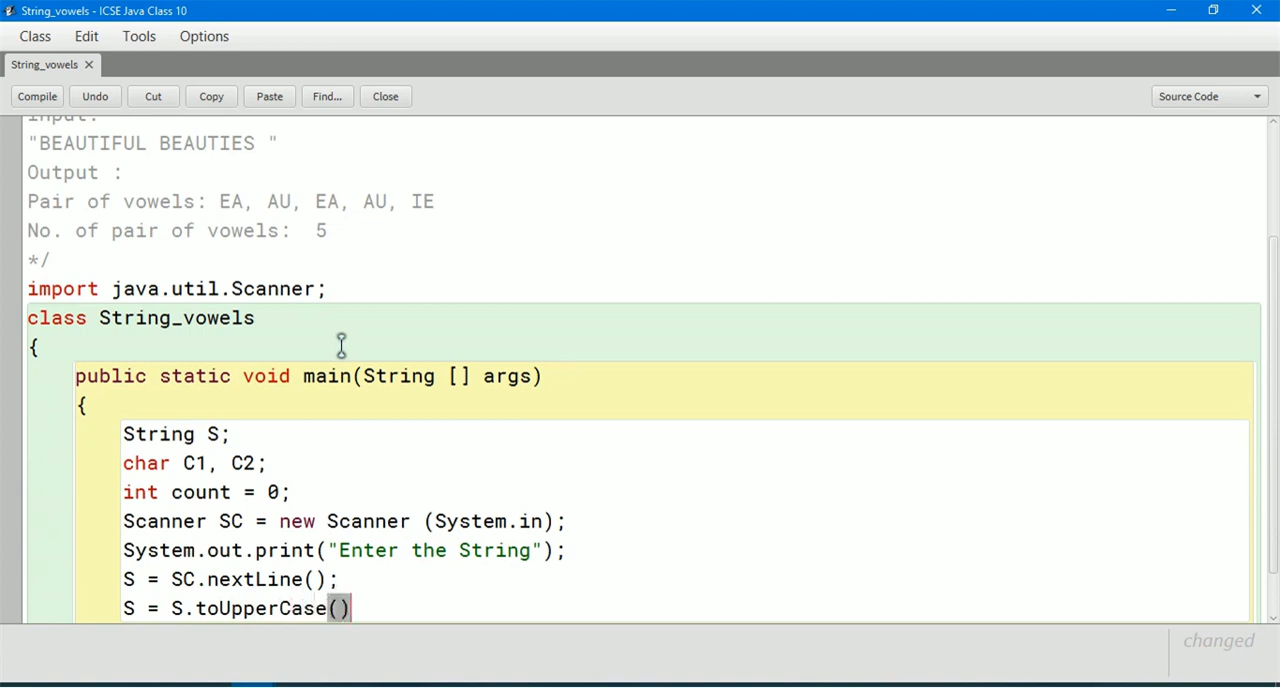 String_vowels - ICSE Java Class 10
Class Edit Tools Options
String_vowels ×
Compile Undo Cut Copy Paste Find... Close Source Code
Input:
"BEAUTIFUL BEAUTIES "
Output :
Pair of vowels: EA, AU, EA, AU, IE
No. of pair of vowels:  5
*/
import java.util.Scanner;
class String_vowels
{
public static void main(String [] args)
{
String S;
char C1, C2;
int count = 0;
Scanner SC = new Scanner (System.in);
System.out.print("Enter the String");
S = SC.nextLine();
S = S.toUpperCase()
changed